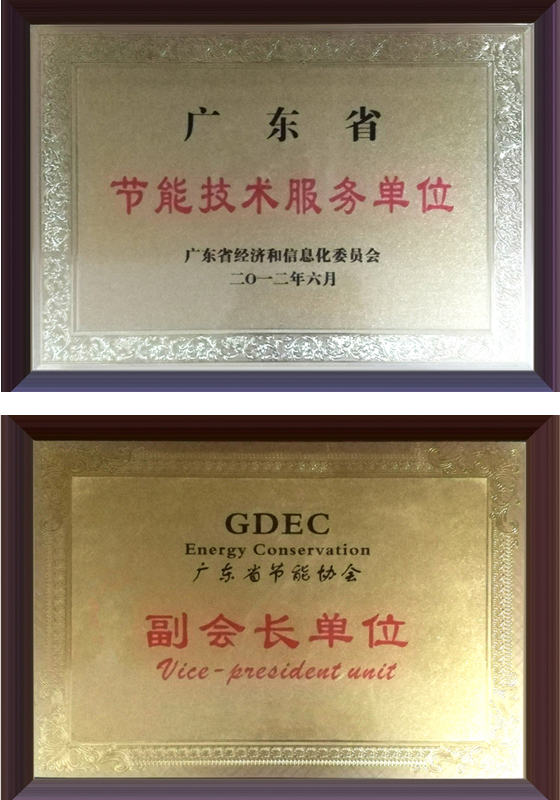 广东省
节能技术服务单位
广东省经济和信息化委员会
二〇一二年六月
GDEC
Energy Conservation
广东省节能协会
副会长单位
Vice-president unit